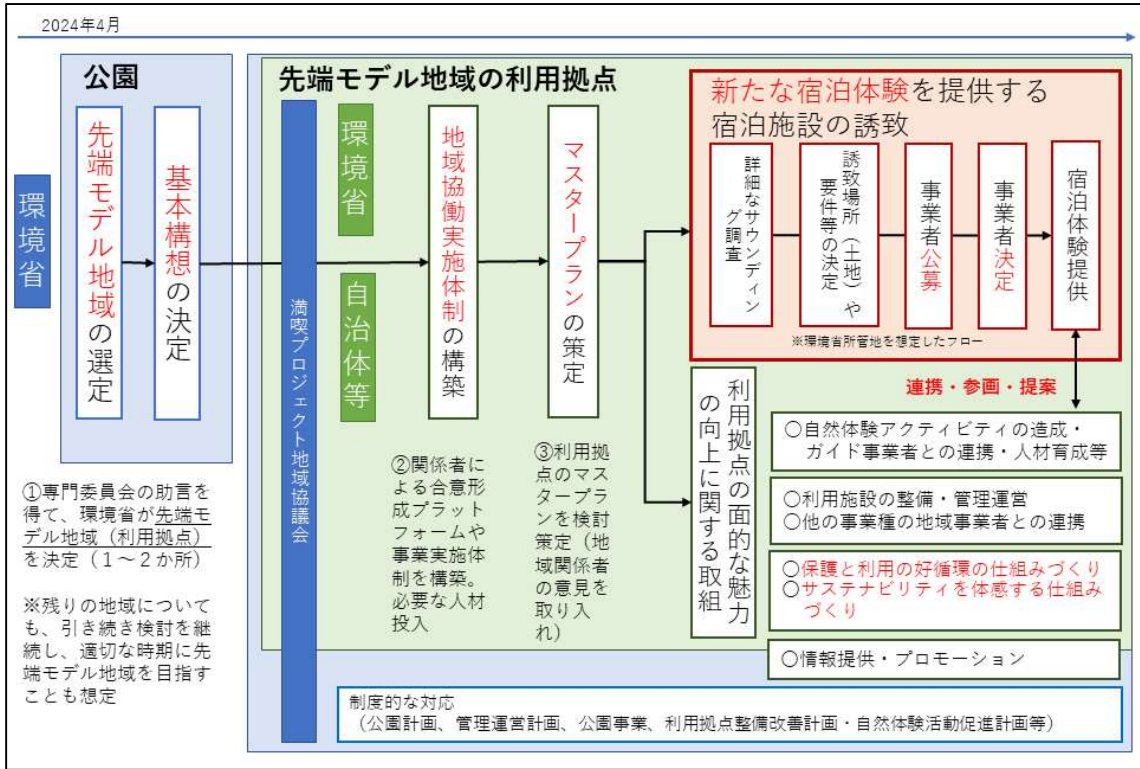 2024年4月
公園
環境省
先端モデル地域の選定
基本構想の決定
①専門委員会の助言を
得て、環境省が先端モ
デル地域（利用拠点）
を決定（１～２か所）
※残りの地域について
も、引き続き検討を継
続し、適切な時期に先
端モデル地域を目指す
ことも想定
満喫プロジェクト地域協議会
先端モデル地域の利用拠点
環境省
自治体等
地域協働実施体制の構築
②関係者に
よる合意形
成プラット
フォームや
事業実施体
制を構築。
必要な人材
投入
マスタープランの策定
③利用拠
点のマス
タープラ
ンを検討
策定（地
域関係者
の意見を
取り入
れ）
新たな宿泊体験を提供する
宿泊施設の誘致
詳細なサウンディン
グ調査
誘致場所（土地）や
要件等の決定
事業者公募
事業者決定
宿泊体験提供
※環境省所管地を想定したフロー
連携・参画・提案
利用拠点の面的な魅力
の向上に関する取組
○自然体験アクティビティの造成・
ガイド事業者との連携・人材育成等
○利用施設の整備・管理運営
○他の事業種の地域事業者との連携
○保護と利用の好循環の仕組みづくり
○サステナビリティを体感する仕組み
づくり
○情報提供・プロモーション
制度的な対応
（公園計画、管理運営計画、公園事業、利用拠点整備改善計画・自然体験活動促進計画等）